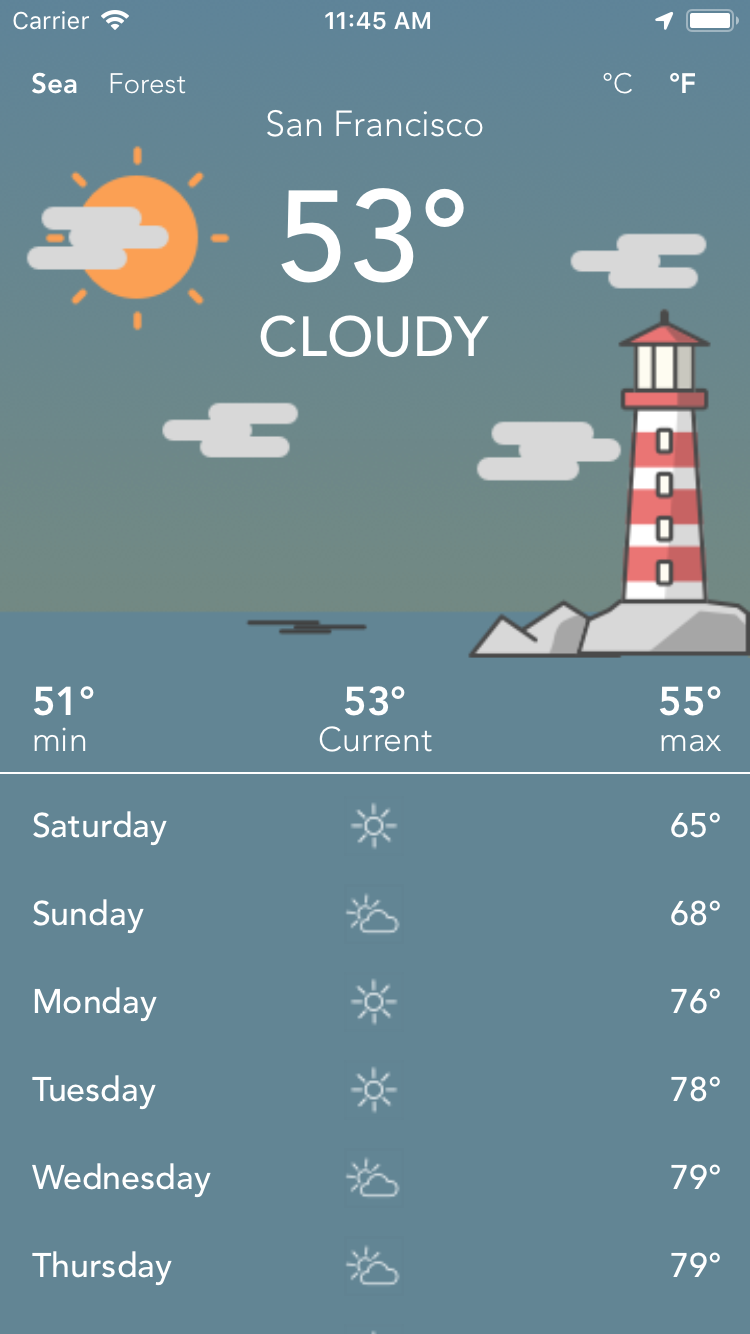 Carrier 11:45 AM
Sea Forest °C °F
San Francisco
53°
CLOUDY
51° 53° 55°
min Current max
Saturday 65°
Sunday 68°
Monday 76°
Tuesday 78°
Wednesday 79°
Thursday 79°